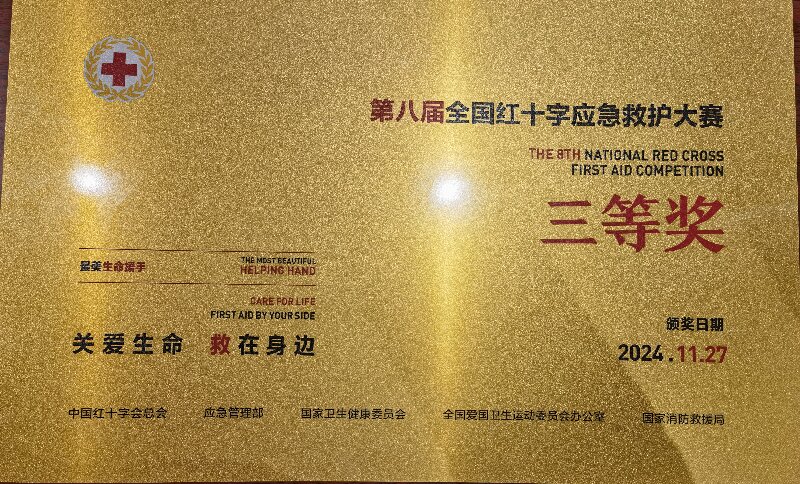 第八届全国红十字应急救护大赛
THE 8TH NATIONAL RED CROSS
FIRST AID COMPETITION
三等奖
最美生命援手
THE MOST BEAUTIFUL
HELPING HAND
CARE FOR LIFE
FIRST AID BY YOUR SIDE
关爱生命 救在身边
颁奖日期
2024.11.27
中国红十字会总会 应急管理部 国家卫生健康委员会 全国爱国卫生运动委员会办公室 国家消防救援局